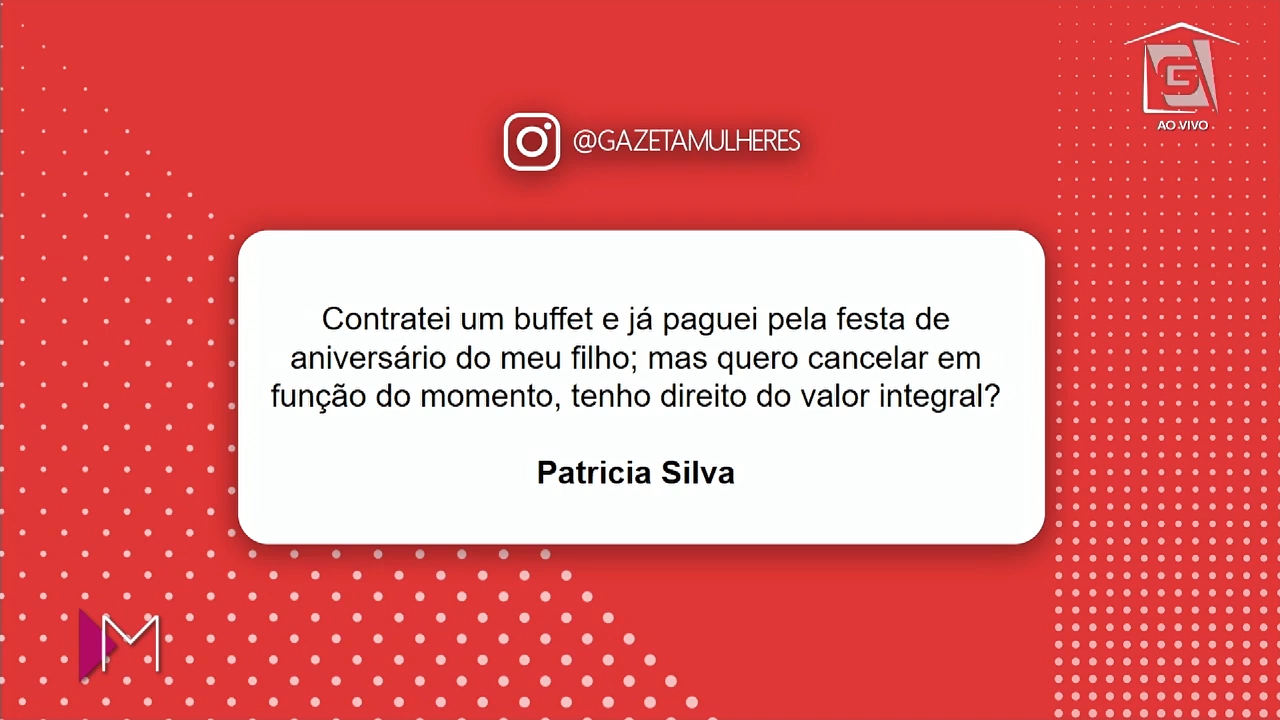 @GAZETAMULHERES
G
AO VIVO
Contratei um buffet e já paguei pela festa de
aniversário do meu filho; mas quero cancelar em
função do momento, tenho direito do valor integral?
Patricia Silva
M